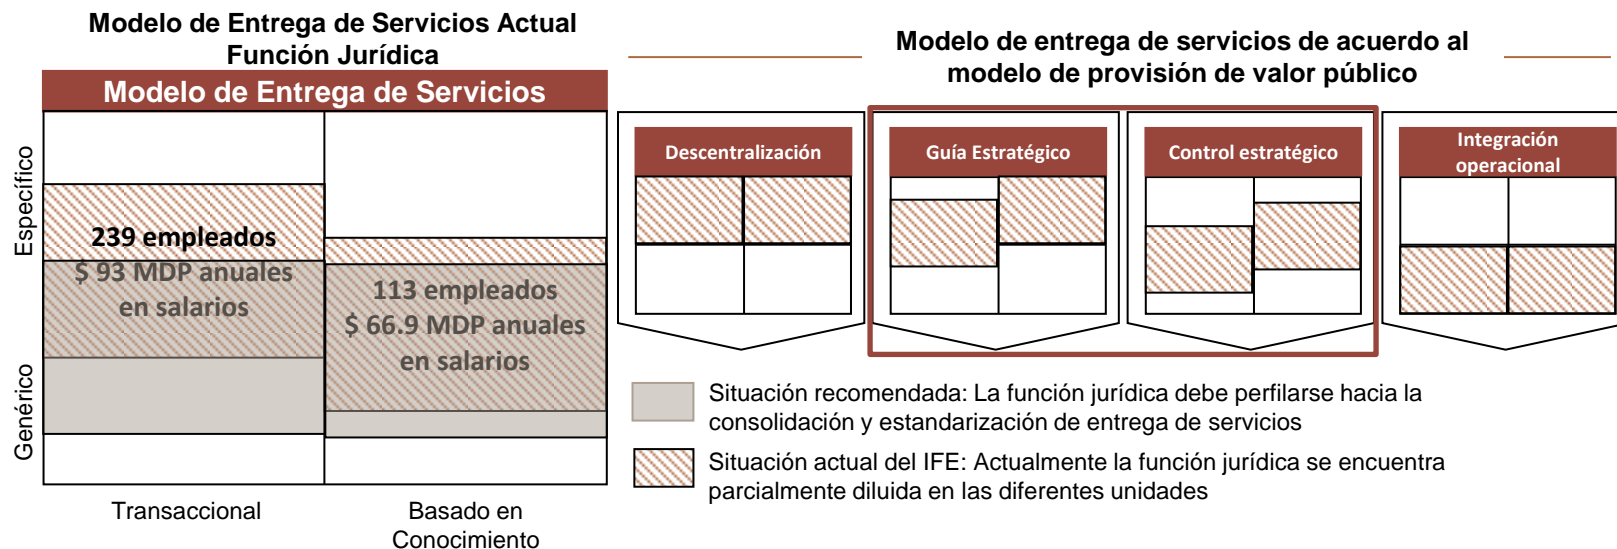 Modelo de Entrega de Servicios Actual
Función Jurídica
Modelo de Entrega de Servicios
Específico
Genérico
239 empleados
$ 93 MDP anuales
en salarios
113 empleados
$ 66.9 MDP anuales
en salarios
Transaccional
Basado en
Conocimiento
Modelo de entrega de servicios de acuerdo al
modelo de provisión de valor público
Descentralización
Guía Estratégico
Control estratégico
Integración
operacional
Situación recomendada: La función jurídica debe perfilarse hacia la
consolidación y estandarización de entrega de servicios
Situación actual del IFE: Actualmente la función jurídica se encuentra
parcialmente diluida en las diferentes unidades